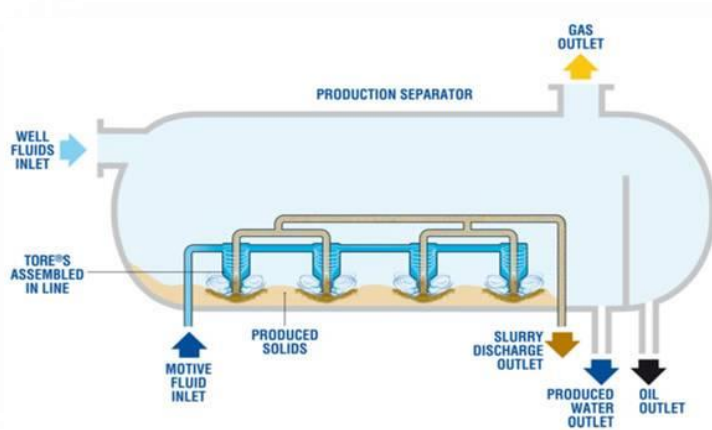 GAS
OUTLET
PRODUCTION SEPARATOR
WELL
FLUIDS
INLET
TORE®S
ASSEMBLED
IN LINE
PRODUCED
SOLIDS
MOTIVE
FLUID
INLET
SLURRY
DISCHARGE
OUTLET
PRODUCED
WATER
OUTLET
OIL
OUTLET